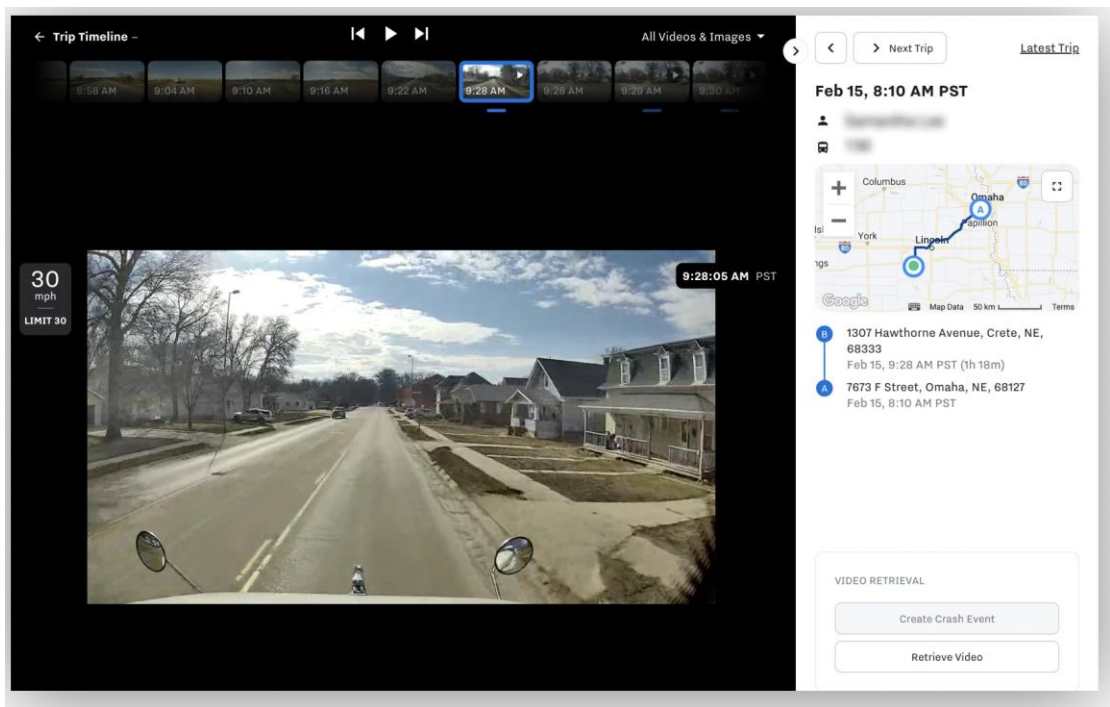 ← Trip Timeline –
All Videos & Images
8:58 AM
9:04 AM
9:10 AM
9:16 AM
9:22 AM
9:28 AM
9:28 AM
9:29 AM
9:30 AM
30
mph
LIMIT 30
9:28:05 AM PST
Next Trip
Latest Trip
Feb 15, 8:10 AM PST
Columbus
80
Omaha
A
Papillion
York
Lincoln
80
ngs
Google
Map Data
50 km
Terms
B
1307 Hawthorne Avenue, Crete, NE,
68333
Feb 15, 9:28 AM PST (1h 18m)
A
7673 F Street, Omaha, NE, 68127
Feb 15, 8:10 AM PST
VIDEO RETRIEVAL
Create Crash Event
Retrieve Video